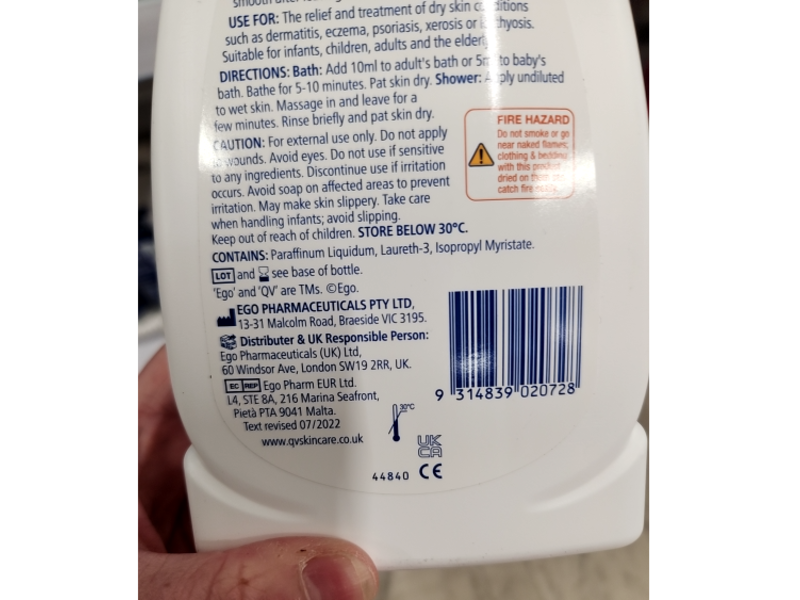 smooth after
USE FOR: The relief and treatment of dry skin conditions
such as dermatitis, eczema, psoriasis, xerosis or
Suitable for infants, children, adults and the elderly
DIRECTIONS: Bath: Add 10ml to adult's bath or 5ml to baby's
bath. Bathe for 5-10 minutes. Pat skin dry. Shower: Apply undiluted
to wet skin. Massage in and leave for a
few minutes. Rinse briefly and pat skin dry.
CAUTION: For external use only. Do not apply
to wounds. Avoid eyes. Do not use if sensitive
to any ingredients. Discontinue use if irritation
occurs. Avoid soap on affected areas to prevent
irritation. May make skin slippery. Take care
when handling infants; avoid slipping.
Keep out of reach of children. STORE BELOW 30°C.
FIRE HAZARD
Do not smoke or go
near naked flames;
clothing & bedding
with this product
dried on them
catch fire easily.
CONTAINS: Paraffinum Liquidum, Laureth-3, Isopropyl Myristate.
LOT and see base of bottle.
'Ego' and 'QV' are TMs. ©Ego.
EGO PHARMACEUTICALS PTY LTD,
13-31 Malcolm Road, Braeside VIC 3195.
Distributer & UK Responsible Person:
Ego Pharmaceuticals (UK) Ltd,
60 Windsor Ave, London SW19 2RR, UK.
EC REP Ego Pharm EUR Ltd.
L4, STE 8A, 216 Marina Seafront,
Pietà PTA 9041 Malta.
Text revised 07/2022
www.qvskincare.co.uk
9 314839 020728
30°C
UK
CA
44840 CE